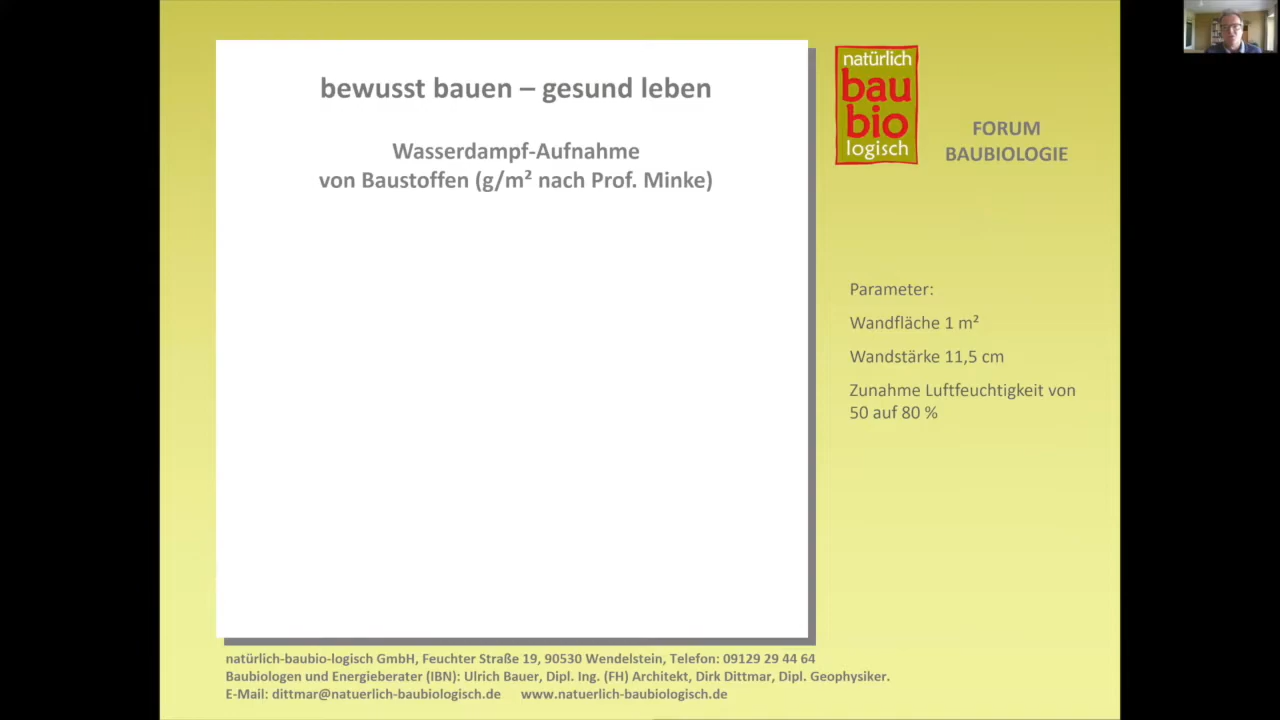 bewusst bauen – gesund leben
Wasserdampf-Aufnahme
von Baustoffen (g/m² nach Prof. Minke)
natürlich
bau
bio
logisch
FORUM
BAUBIOLOGIE
Parameter:
Wandfläche 1 m²
Wandstärke 11,5 cm
Zunahme Luftfeuchtigkeit von
50 auf 80 %
natürlich-baubio-logisch GmbH, Feuchter Straße 19, 90530 Wendelstein, Telefon: 09129 29 44 64
Baubiologen und Energieberater (IBN): Ulrich Bauer, Dipl. Ing. (FH) Architekt, Dirk Dittmar, Dipl. Geophysiker.
E-Mail: dittmar@natuerlich-baubiologisch.de www.natuerlich-baubiologisch.de